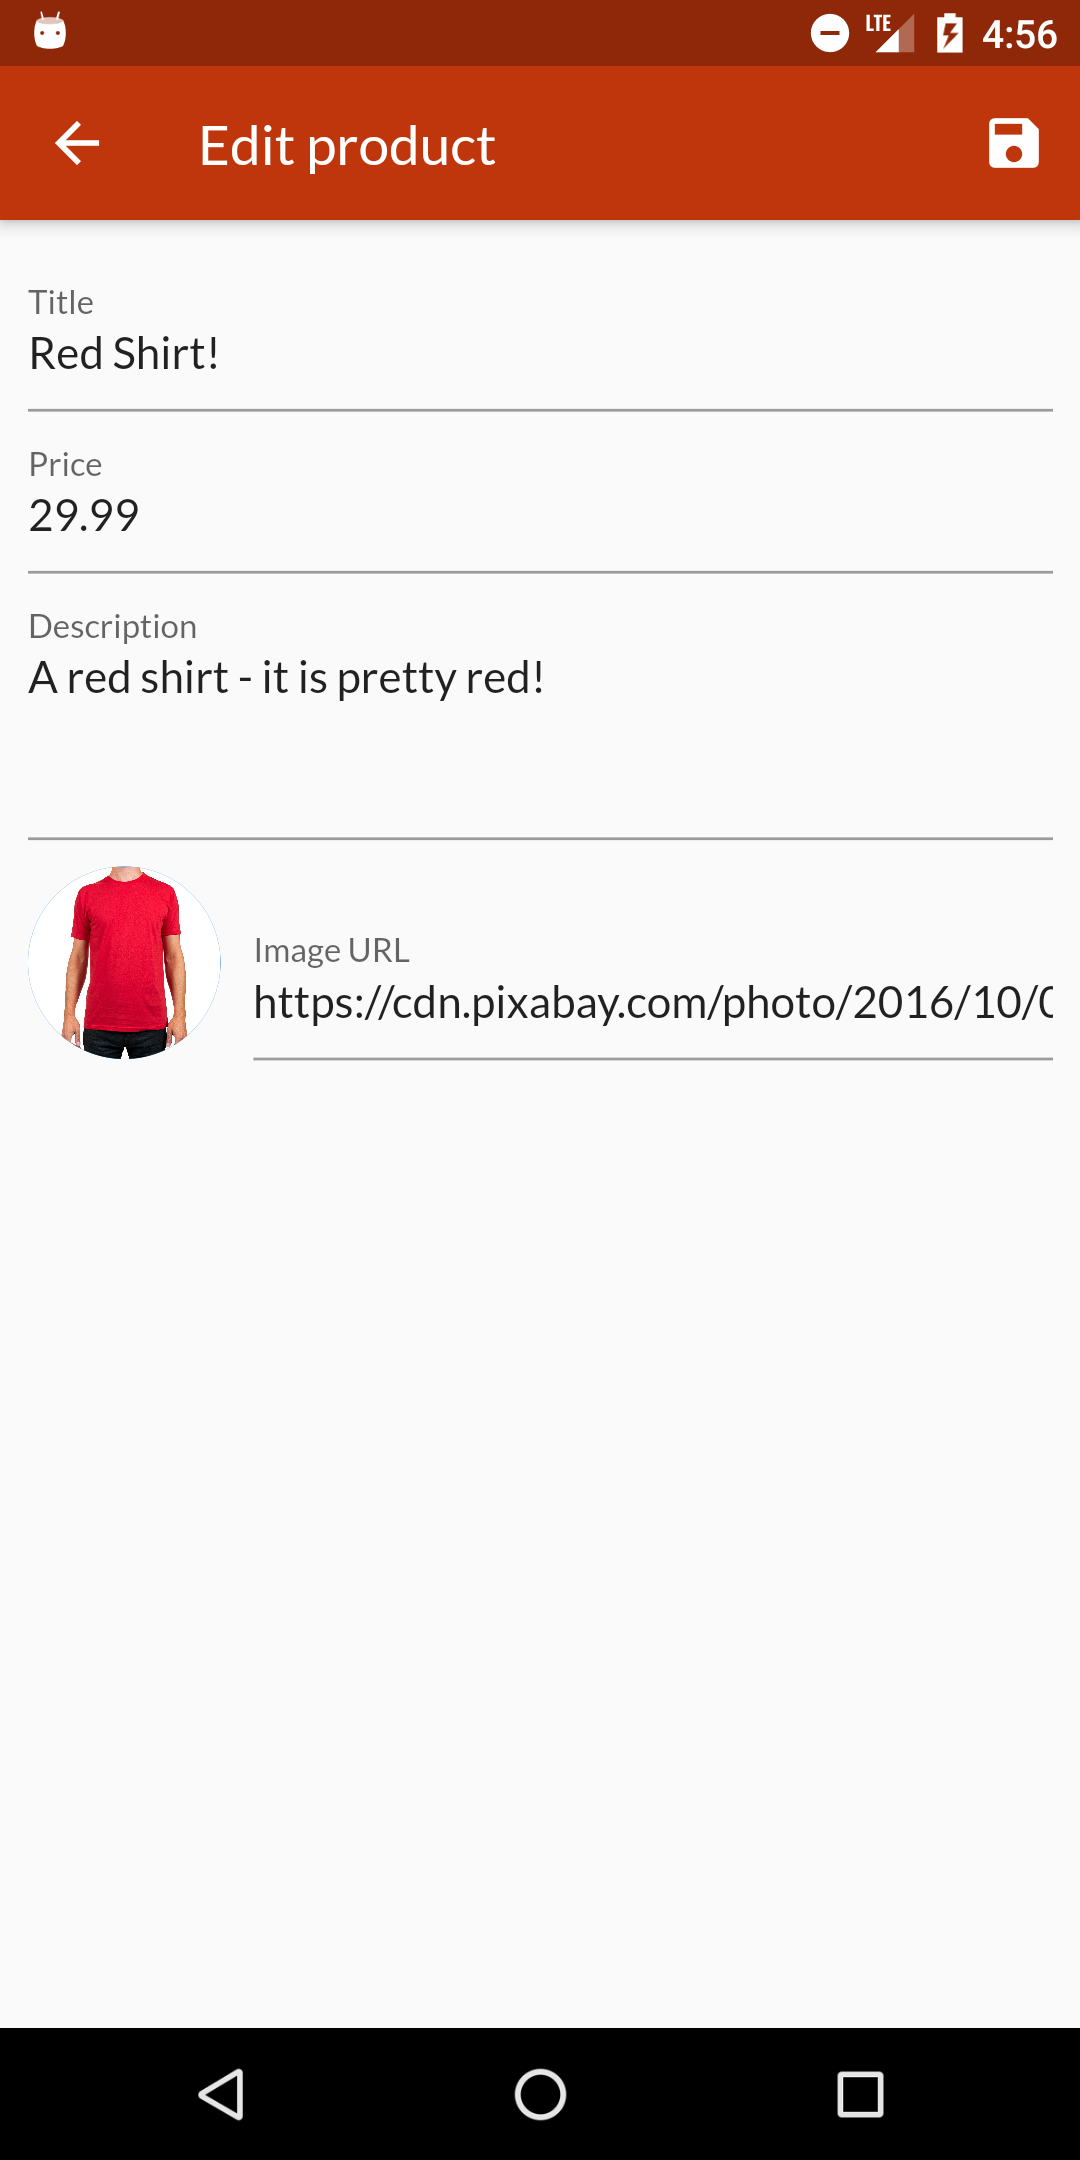 LTE 4:56
Edit product
Title
Red Shirt!
Price
29.99
Description
A red shirt - it is pretty red!
Image URL
https://cdn.pixabay.com/photo/2016/10/